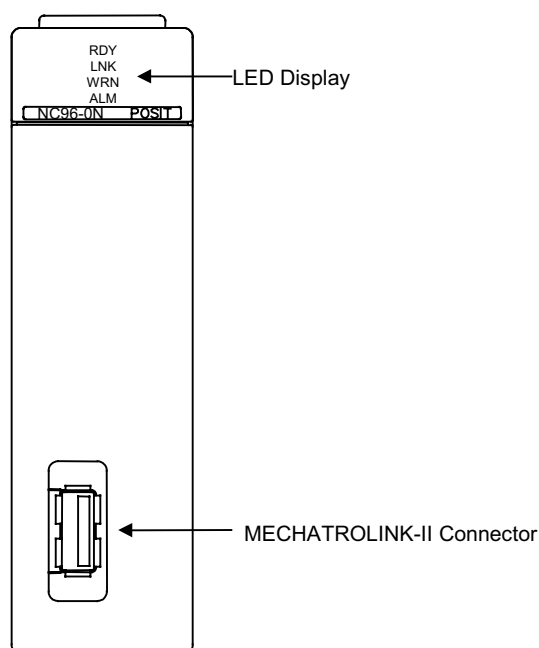 RDY
LNK
WRN
ALM
LED Display
NC96-0N POSIT
MECHATROLINK-II Connector